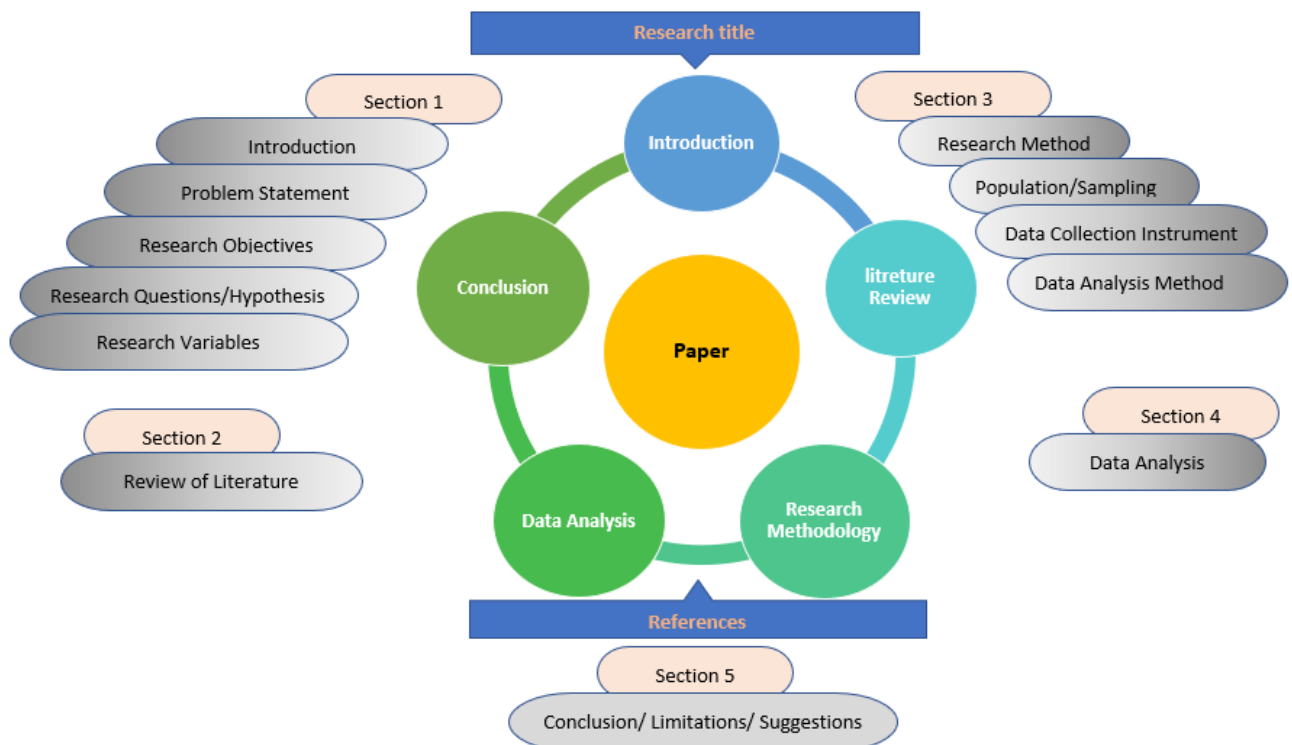 Research title
Section 1
Introduction
Problem Statement
Research Objectives
Research Questions/Hypothesis
Research Variables
Section 2
Review of Literature
Introduction
litreture
Review
Research
Methodology
Data Analysis
Conclusion
Paper
Section 3
Research Method
Population/Sampling
Data Collection Instrument
Data Analysis Method
Section 4
Data Analysis
References
Section 5
Conclusion/ Limitations/ Suggestions